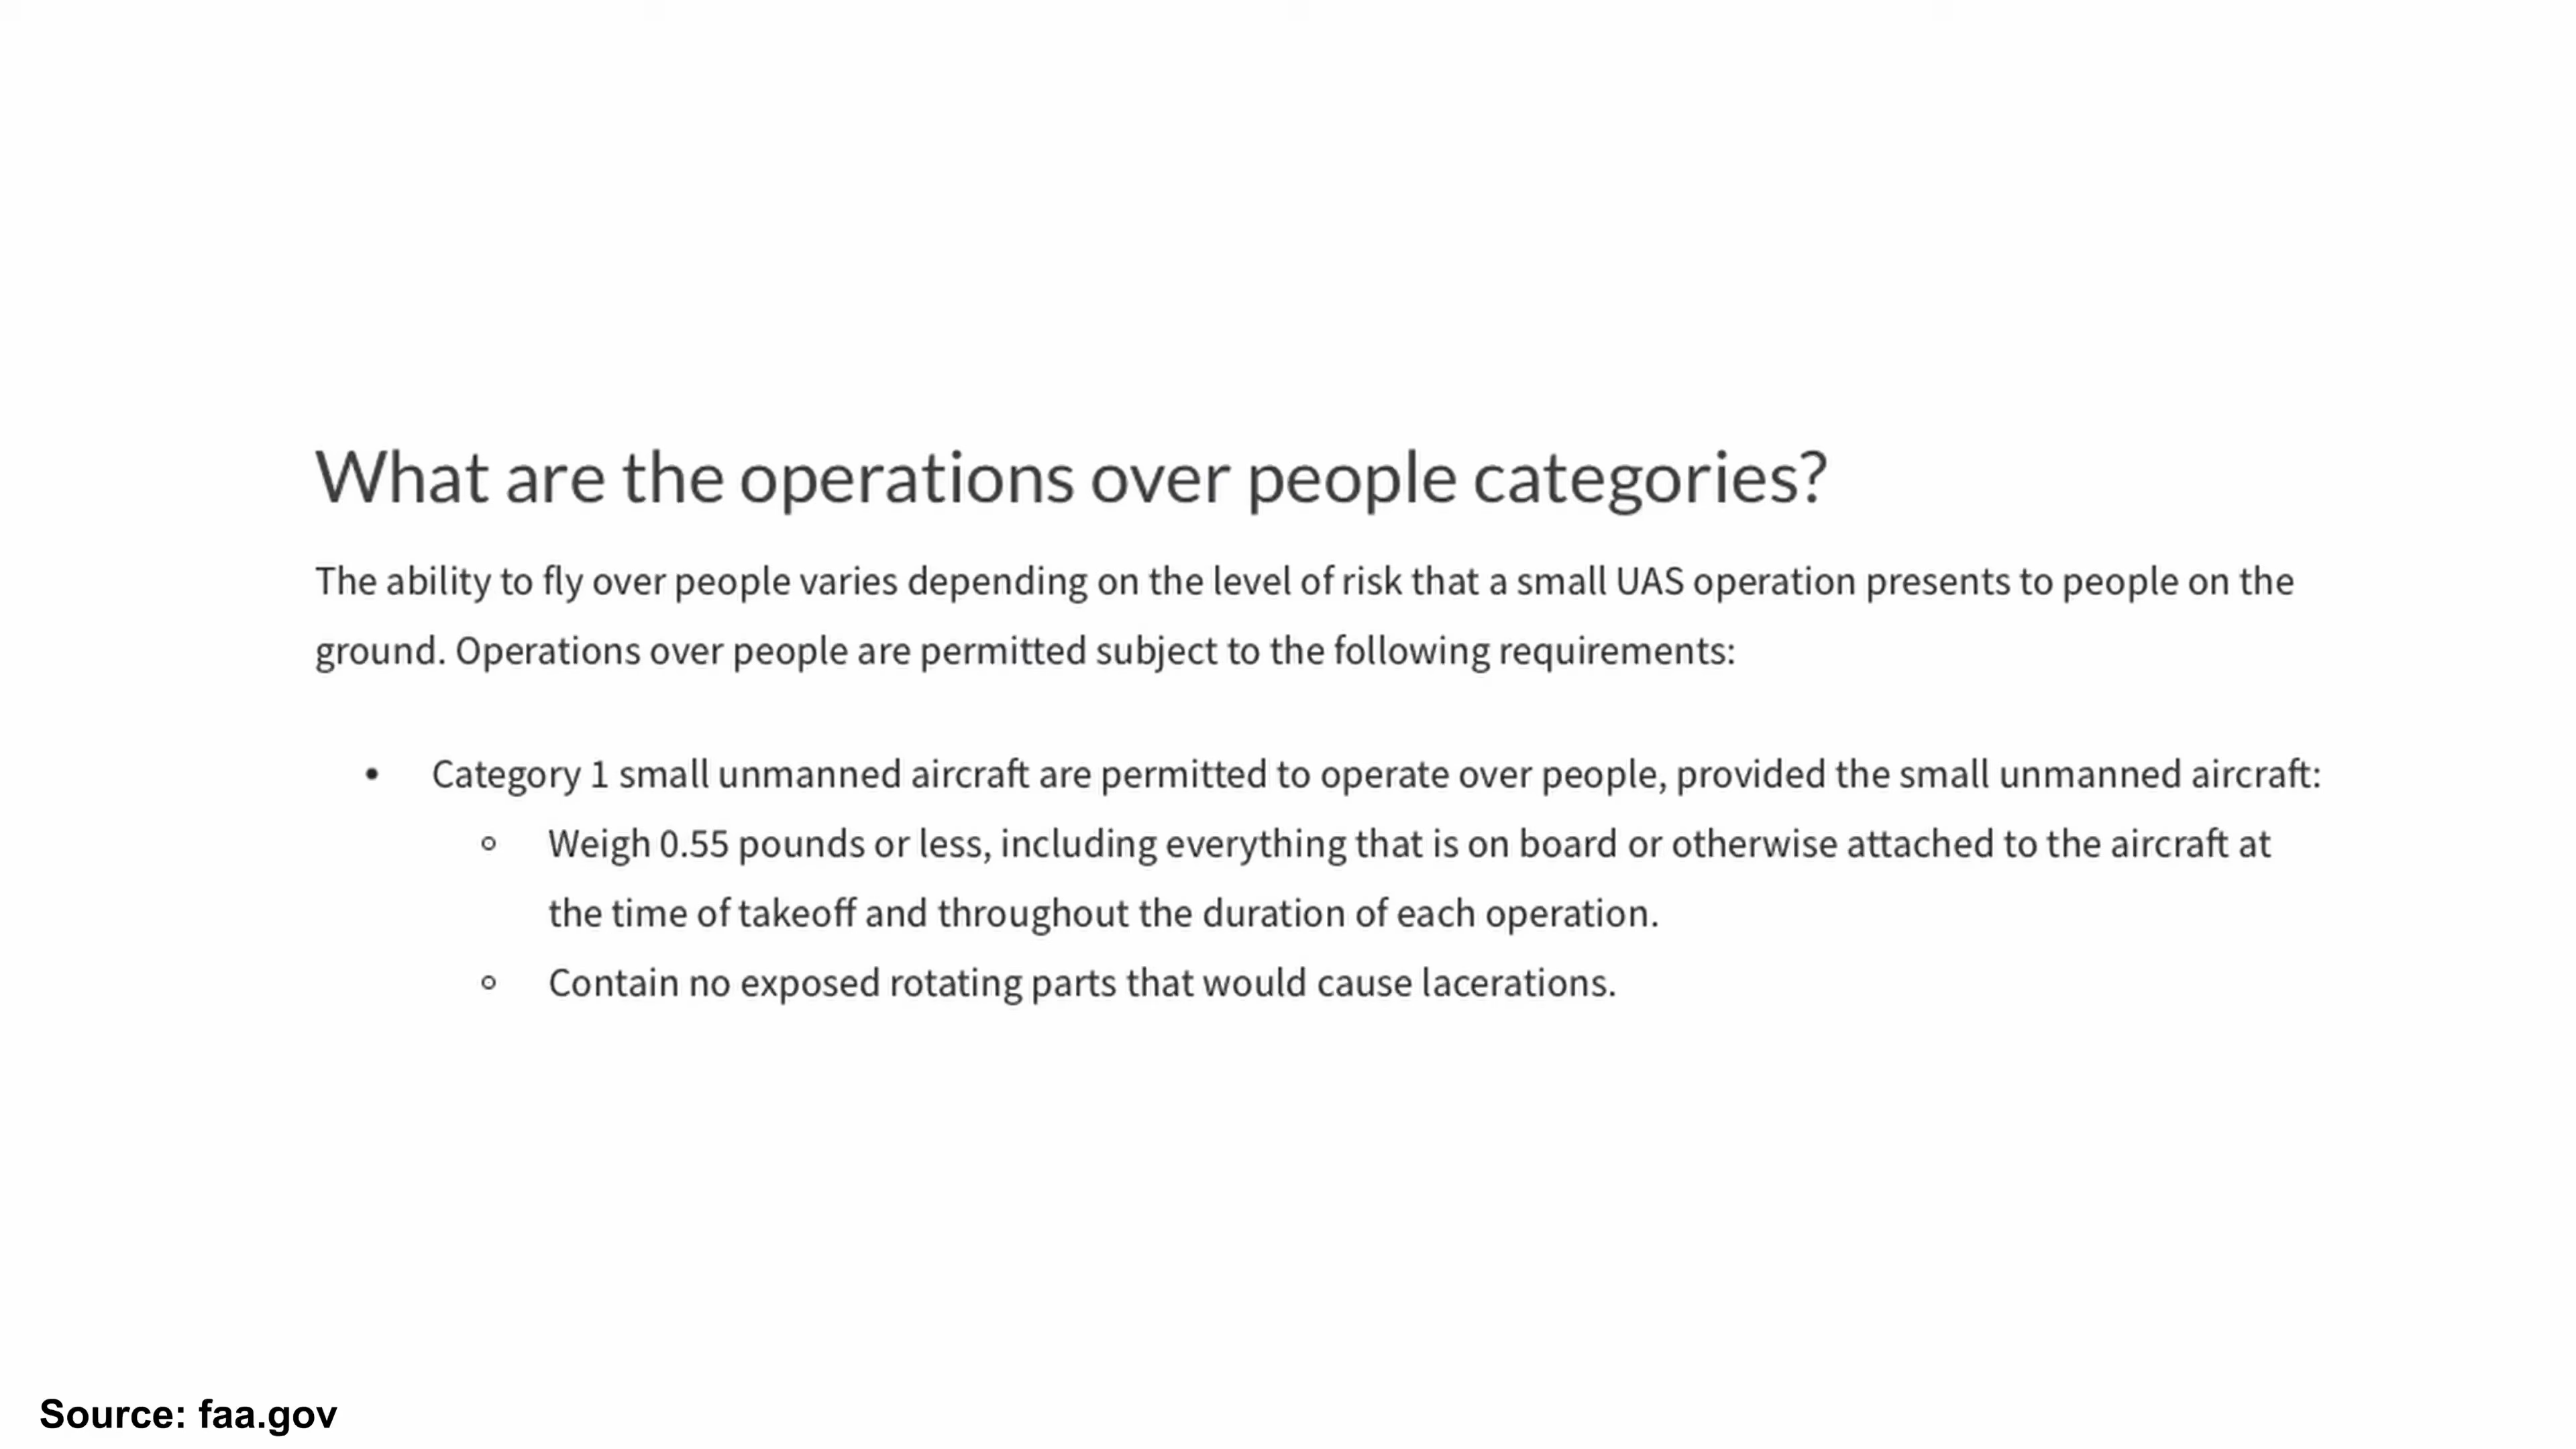 What are the operations over people categories?
The ability to fly over people varies depending on the level of risk that a small UAS operation presents to people on the
ground. Operations over people are permitted subject to the following requirements:
• Category 1 small unmanned aircraft are permitted to operate over people, provided the small unmanned aircraft:
◦ Weigh 0.55 pounds or less, including everything that is on board or otherwise attached to the aircraft at
the time of takeoff and throughout the duration of each operation.
◦ Contain no exposed rotating parts that would cause lacerations.
Source: faa.gov